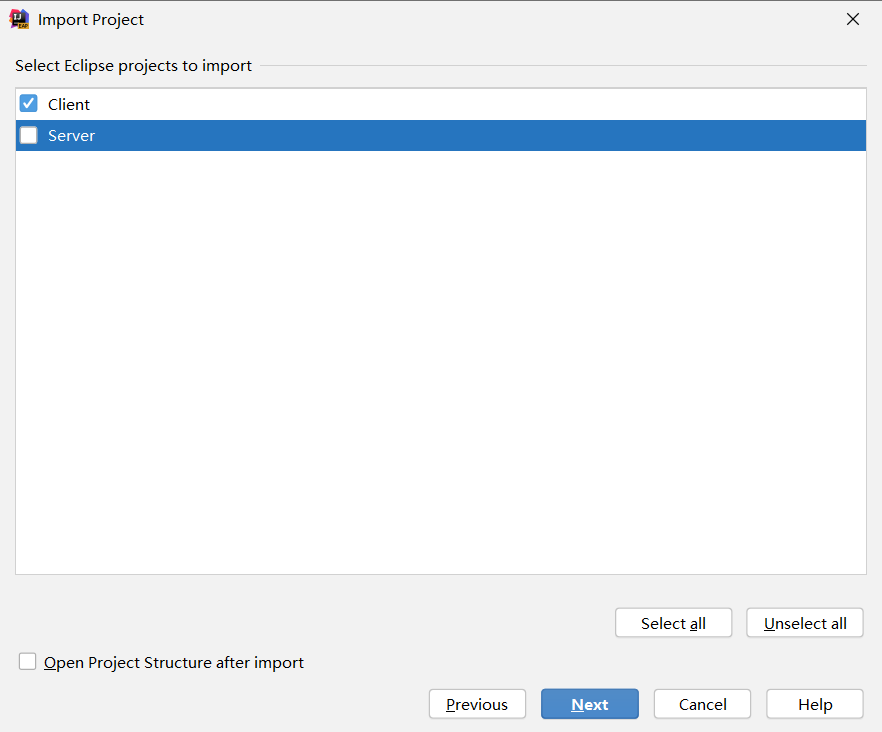 Import Project
Select Eclipse projects to import
Client
Server
Select all
Unselect all
Open Project Structure after import
Previous
Next
Cancel
Help